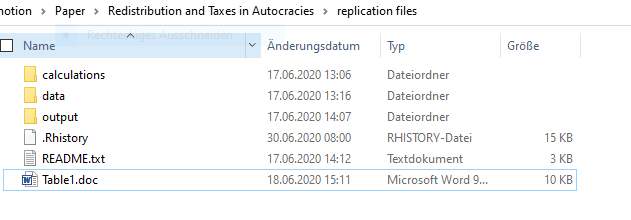 notion > Paper > Redistribution and Taxes in Autocracies > replication files
Rechteckiges Ausschneiden
Name Änderungsdatum Typ Größe
calculations 17.06.2020 13:06 Dateiordner
data 17.06.2020 13:16 Dateiordner
output 17.06.2020 14:07 Dateiordner
.Rhistory 30.06.2020 08:00 RHISTORY-Datei 15 KB
README.txt 17.06.2020 14:12 Textdokument 3 KB
Table1.doc 18.06.2020 15:11 Microsoft Word 9... 10 KB